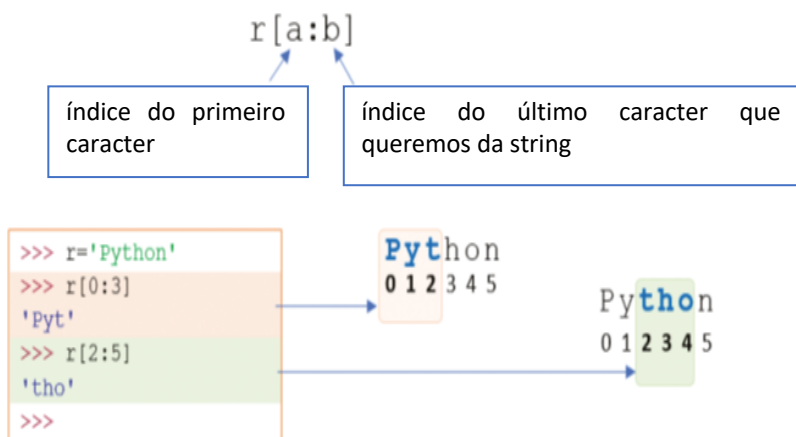 r[a:b]
índice do primeiro
caracter
índice do último caracter que
queremos da string
>>> r='Python'
>>> r[0:3]
'Pyt'
>>> r[2:5]
'tho'
>>>
Python
0 1 2 3 4 5
Python
0 1 2 3 4 5